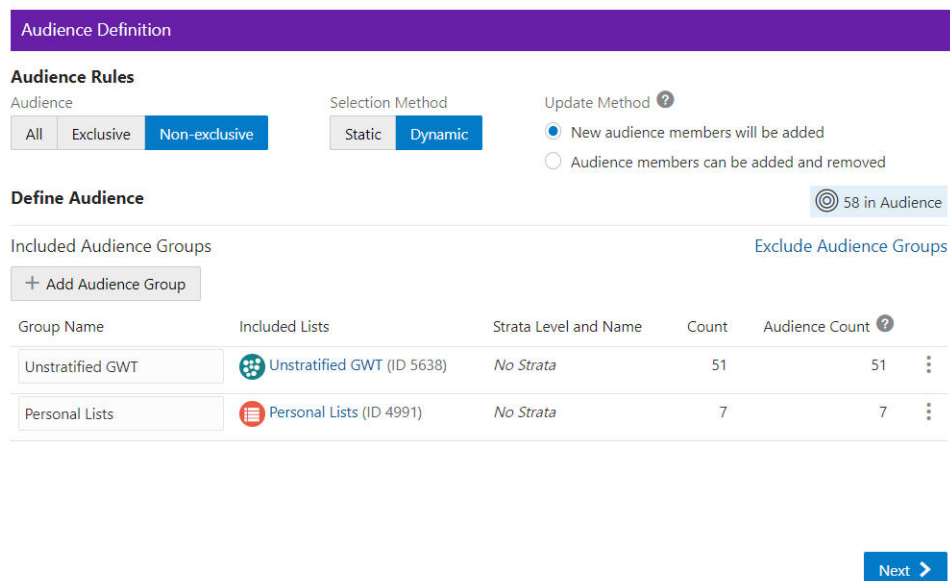 Audience Definition
Audience Rules
Audience Selection Method Update Method ?
All Exclusive Non-exclusive Static Dynamic New audience members will be added
Audience members can be added and removed
Define Audience 58 in Audience
Included Audience Groups Exclude Audience Groups
+ Add Audience Group
Group Name Included Lists Strata Level and Name Count Audience Count ?
Unstratified GWT Unstratified GWT (ID 5638) No Strata 51 51
Personal Lists Personal Lists (ID 4991) No Strata 7 7
Next